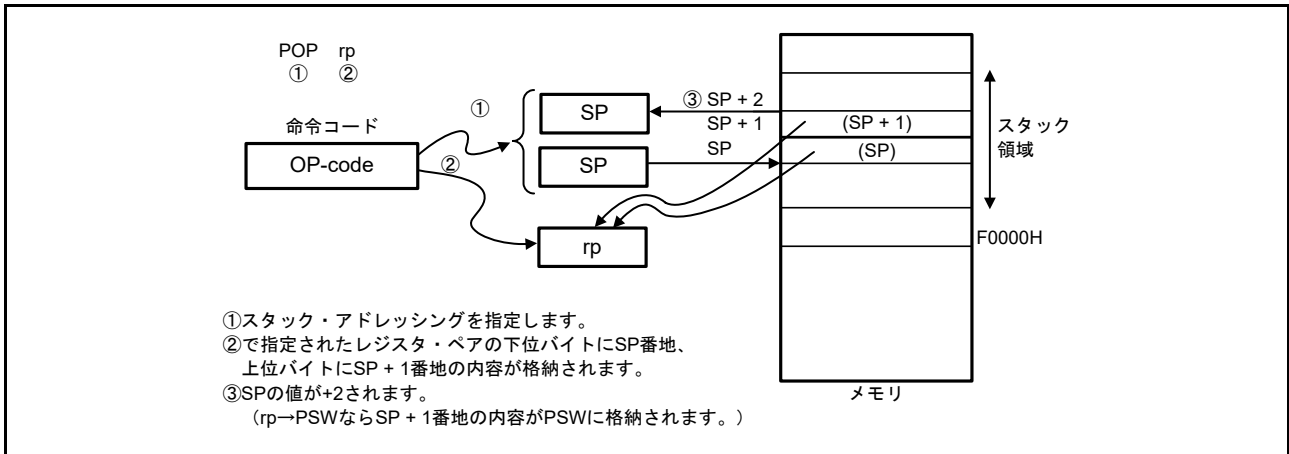 POP rp
① ②
命令コード
OP-code
①
②
SP
SP
rp
③ SP + 2
SP + 1
SP
(SP + 1)
(SP)
スタック
領域
F0000H
メモリ
①スタック・アドレッシングを指定します。
②で指定されたレジスタ・ペアの下位バイトにSP番地、
上位バイトにSP + 1番地の内容が格納されます。
③SPの値が+2されます。
（rp→PSWならSP + 1番地の内容がPSWに格納されます。）